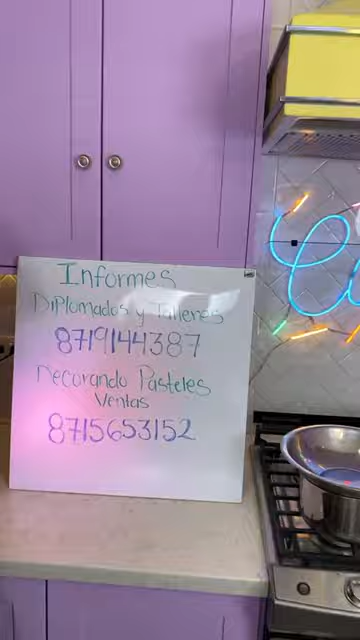 Informes
Diplomados y Talleres
8719144387
Decorando Pasteles
Ventas
8715653152